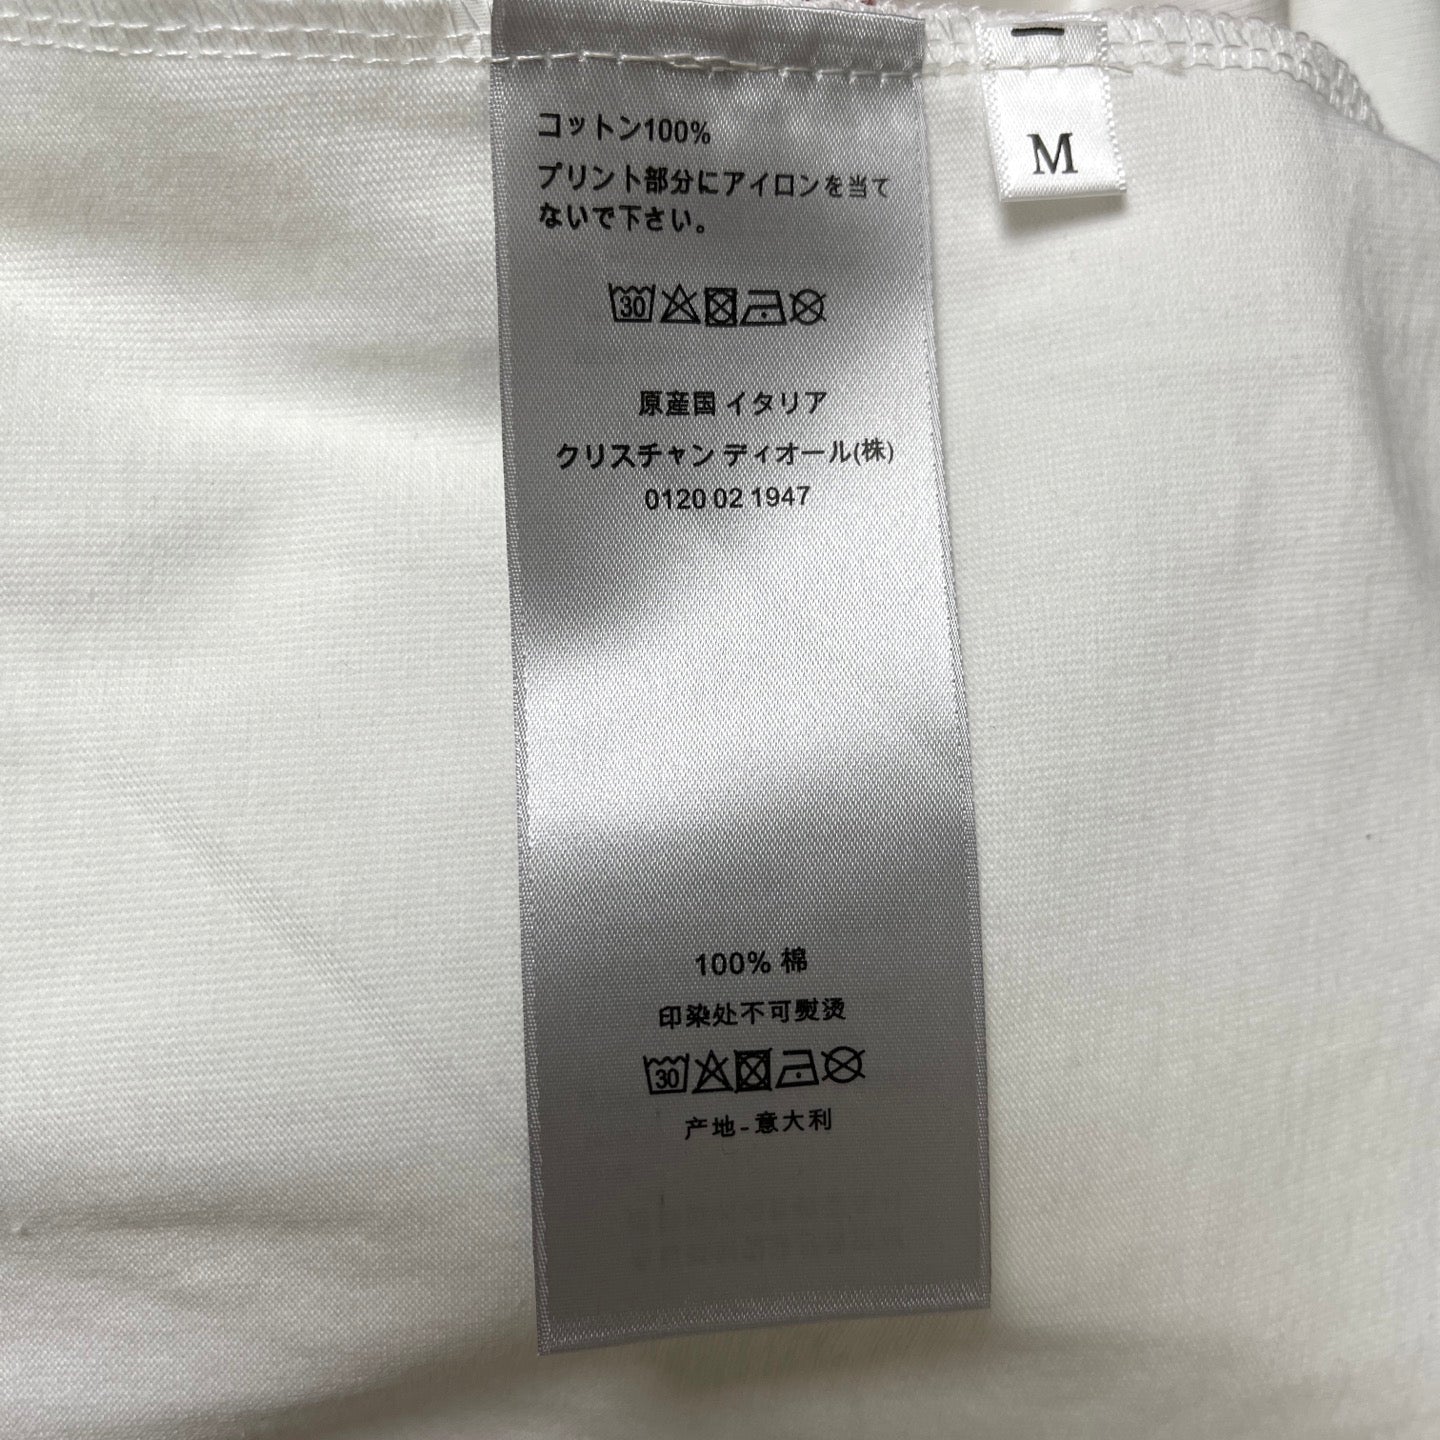 コットン100%
プリント部分にアイロンを当て
ないで下さい。
30
原産国 イタリア
クリスチャン ディオール(株)
0120 02 1947
100% 棉
印染处不可熨烫
30
产地-意大利
M